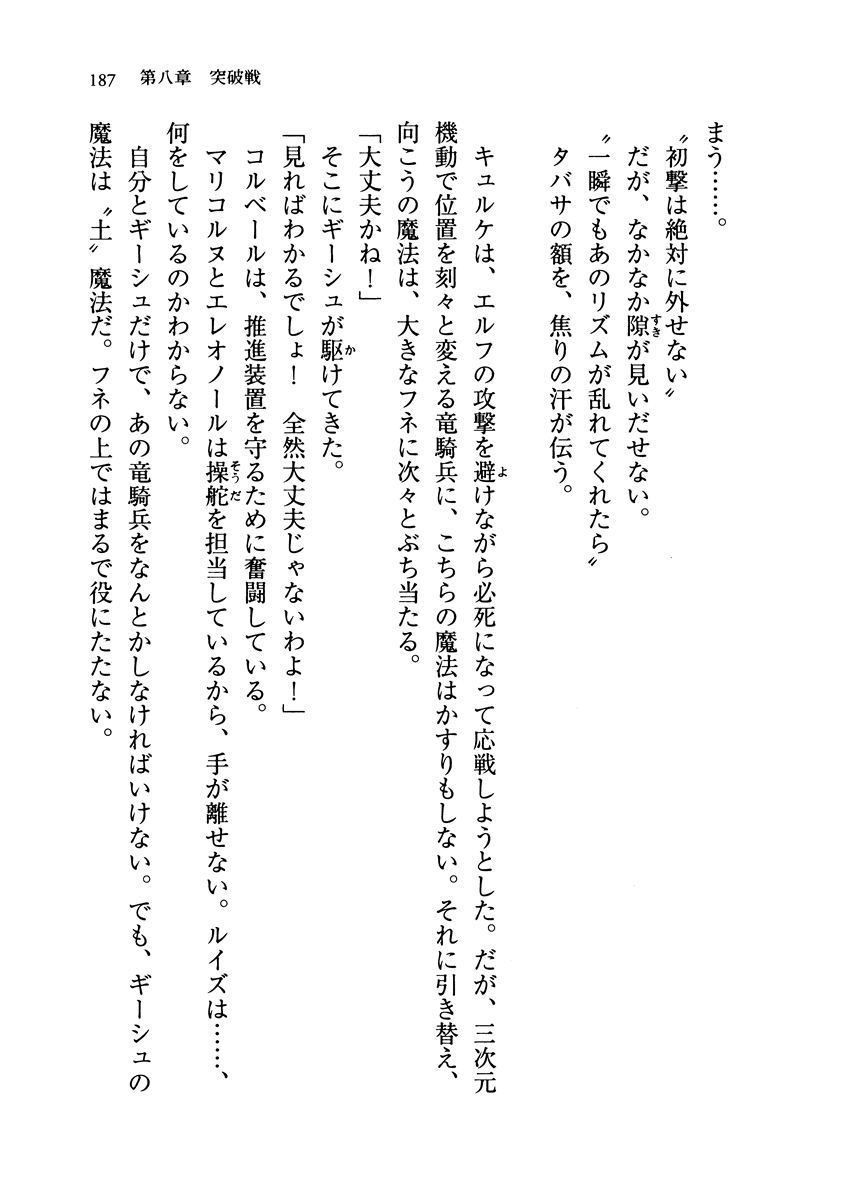 187　第八章　突破戦
まう……。
〝初撃は絶対に外せない〟
だが、なかなか隙が見いだせない。
〝一瞬でもあのリズムが乱れてくれたら〟
タバサの額を、焦りの汗が伝う。
キュルケは、エルフの攻撃を避けながら必死になって応戦しようとした。だが、三次元
機動で位置を刻々と変える竜騎兵に、こちらの魔法はかすりもしない。それに引き替え、
向こうの魔法は、大きなフネに次々とぶち当たる。
「大丈夫かね！」
そこにギーシュが駆けてきた。
「見ればわかるでしょ！　全然大丈夫じゃないわよ！」
コルベールは、推進装置を守るために奮闘している。
マリコルヌとエレオノールは操舵を担当しているから、手が離せない。ルイズは……、
何をしているのかわからない。
自分とギーシュだけで、あの竜騎兵をなんとかしなければいけない。でも、ギーシュの
魔法は〝土〟魔法だ。フネの上ではまるで役にたたない。